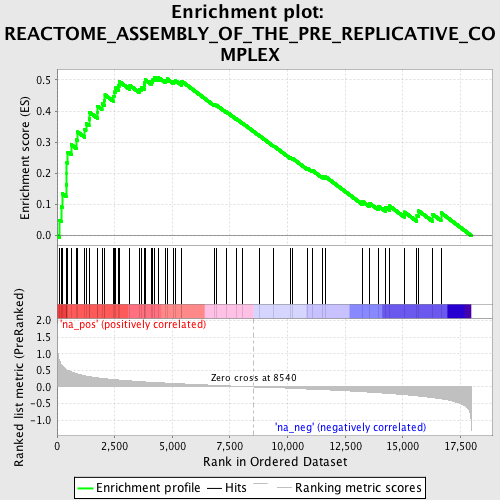 Enrichment plot:
REACTOME_ASSEMBLY_OF_THE_PRE_REPLICATIVE_CO
MPLEX
Enrichment score (ES)
0.5
0.4
0.3
0.2
0.1
0.0
Ranked list metric (PreRanked)
2.0
1.5
1.0
0.5
0.0
-0.5
-1.0
'na_pos' (positively correlated)
Zero cross at 8540
'na_neg' (negatively correlated)
0 2,500 5,000 7,500 10,000 12,500 15,000 17,500
Rank in Ordered Dataset
Enrichment profile Hits Ranking metric scores